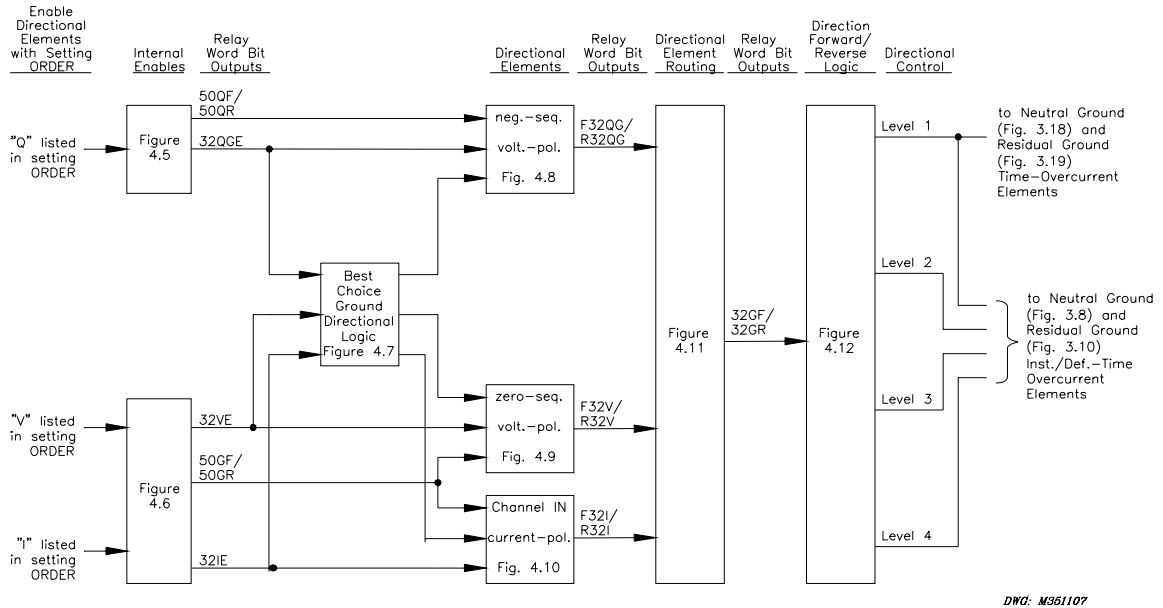 Enable
Directional
Elements
with Setting
ORDER
Internal
Enables
Relay
Word Bit
Outputs
Directional
Elements
Relay
Word Bit
Outputs
Directional
Element
Routing
Relay
Word Bit
Outputs
Direction
Forward/
Reverse
Logic
Directional
Control
"Q" listed
in setting
ORDER
Figure
4.5
50QF/
50QR
32QGE
neg.-seq.
volt.-pol.
Fig. 4.8
F32QG/
R32QG
Best
Choice
Ground
Directional
Logic
Figure 4.7
"V" listed
in setting
ORDER
"I" listed
in setting
ORDER
Figure
4.6
32VE
50GF/
50GR
32IE
zero-seq.
volt.-pol.
Fig. 4.9
F32V/
R32V
Channel IN
current-pol.
Fig. 4.10
F32I/
R32I
Figure
4.11
32GF/
32GR
Figure
4.12
Level 1
Level 2
Level 3
Level 4
to Neutral Ground
(Fig. 3.18) and
Residual Ground
(Fig. 3.19)
Time-Overcurrent
Elements
to Neutral Ground
(Fig. 3.8) and
Residual Ground
(Fig. 3.10)
Inst./Def.-Time
Overcurrent
Elements
DWG: M351107